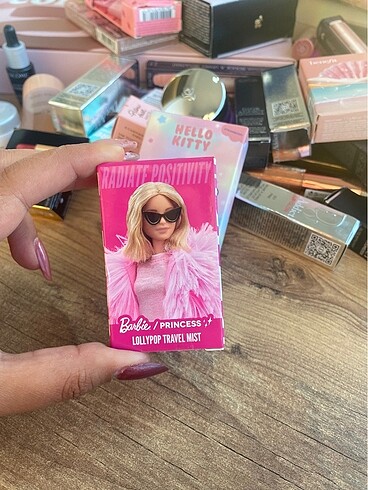 HELLO
KITTY
RADIATE POSITIVITY
Barbie / PRINCESS
LOLLYPOP TRAVEL MIST